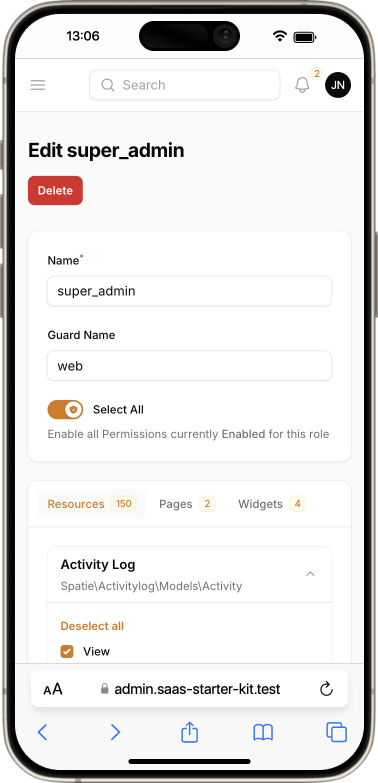 13:06
Search
2
JN
Edit super_admin
Delete
Name*
super_admin
Guard Name
web
Select All
Enable all Permissions currently Enabled for this role
Resources 150 Pages 2 Widgets 4
Activity Log
Spatie\Activitylog\Models\Activity
Deselect all
View
AA admin.saas-starter-kit.test